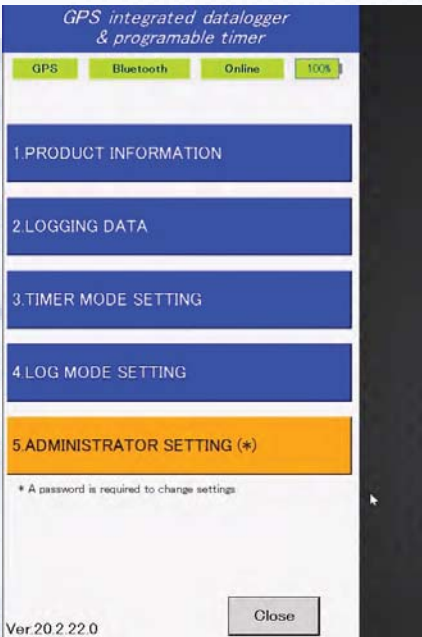 GPS integrated datalogger
& programable timer
GPS Bluetooth Online 100%
1.PRODUCT INFORMATION
2.LOGGING DATA
3.TIMER MODE SETTING
4.LOG MODE SETTING
5.ADMINISTRATOR SETTING (*)
* A password is required to change settings
Close
Ver.20.2.22.0